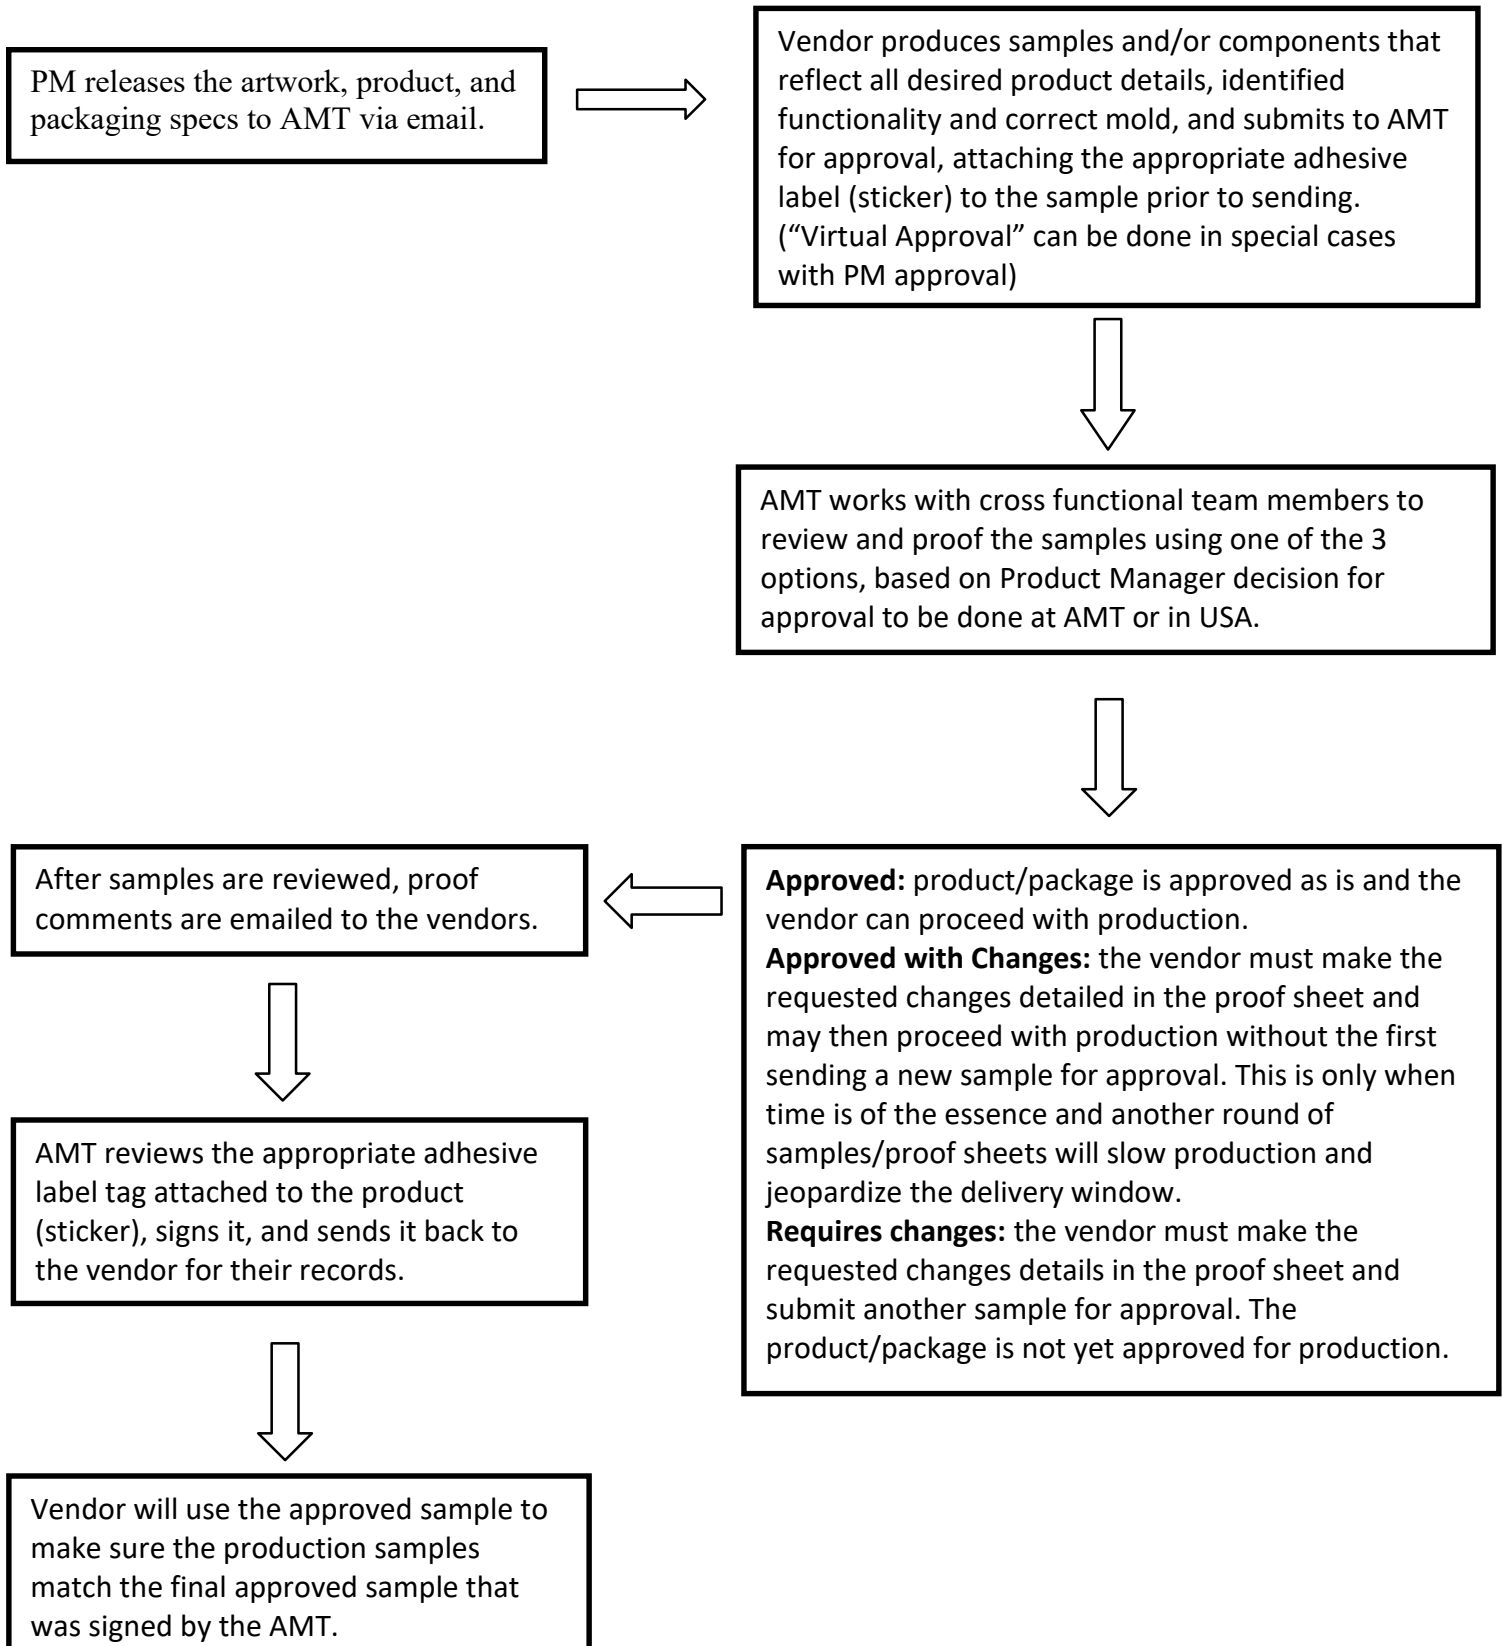 PM releases the artwork, product, and
packaging specs to AMT via email.
Vendor produces samples and/or components that
reflect all desired product details, identified
functionality and correct mold, and submits to AMT
for approval, attaching the appropriate adhesive
label (sticker) to the sample prior to sending.
(“Virtual Approval” can be done in special cases
with PM approval)
AMT works with cross functional team members to
review and proof the samples using one of the 3
options, based on Product Manager decision for
approval to be done at AMT or in USA.
Approved: product/package is approved as is and the
vendor can proceed with production.
Approved with Changes: the vendor must make the
requested changes detailed in the proof sheet and
may then proceed with production without the first
sending a new sample for approval. This is only when
time is of the essence and another round of
samples/proof sheets will slow production and
jeopardize the delivery window.
Requires changes: the vendor must make the
requested changes details in the proof sheet and
submit another sample for approval. The
product/package is not yet approved for production.
After samples are reviewed, proof
comments are emailed to the vendors.
AMT reviews the appropriate adhesive
label tag attached to the product
(sticker), signs it, and sends it back to
the vendor for their records.
Vendor will use the approved sample to
make sure the production samples
match the final approved sample that
was signed by the AMT.